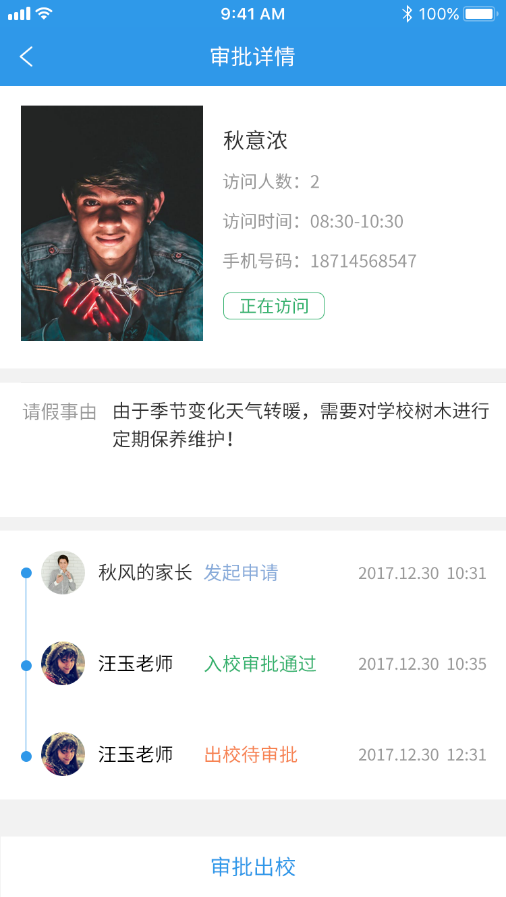 9:41 AM
100%
审批详情
秋意浓
访问人数：2
访问时间：08:30-10:30
手机号码：18714568547
正在访问
请假事由 由于季节变化天气转暖，需要对学校树木进行
定期保养维护！
秋风的家长 发起申请 2017.12.30 10:31
汪玉老师 入校审批通过 2017.12.30 10:35
汪玉老师 出校待审批 2017.12.30 12:31
审批出校